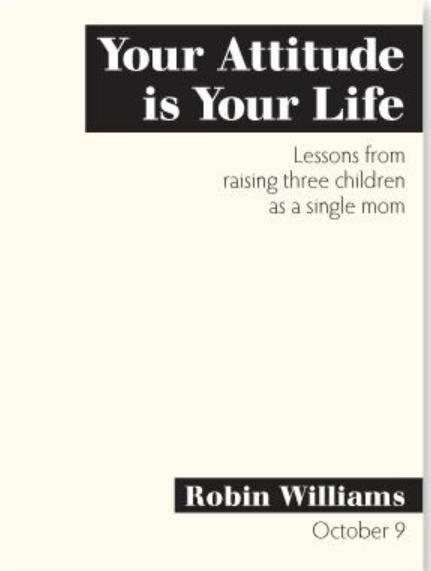 Your Attitude
is Your Life
Lessons from
raising three children
as a single mom
Robin Williams
October 9